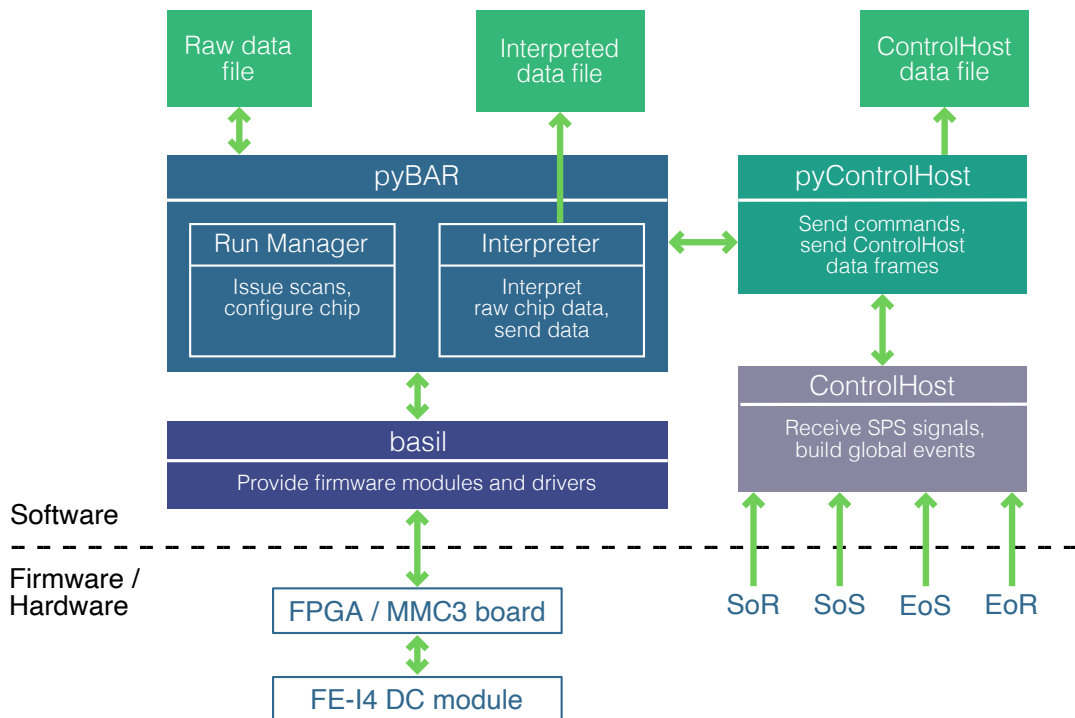 Raw data
file
Interpreted
data file
ControlHost
data file
pyBAR
Run Manager
Issue scans,
configure chip
Interpreter
Interpret
raw chip data,
send data
pyControlHost
Send commands,
send ControlHost
data frames
ControlHost
Receive SPS signals,
build global events
basil
Provide firmware modules and drivers
Software
Firmware /
Hardware
FPGA / MMC3 board
FE-I4 DC module
SoR
SoS
EoS
EoR